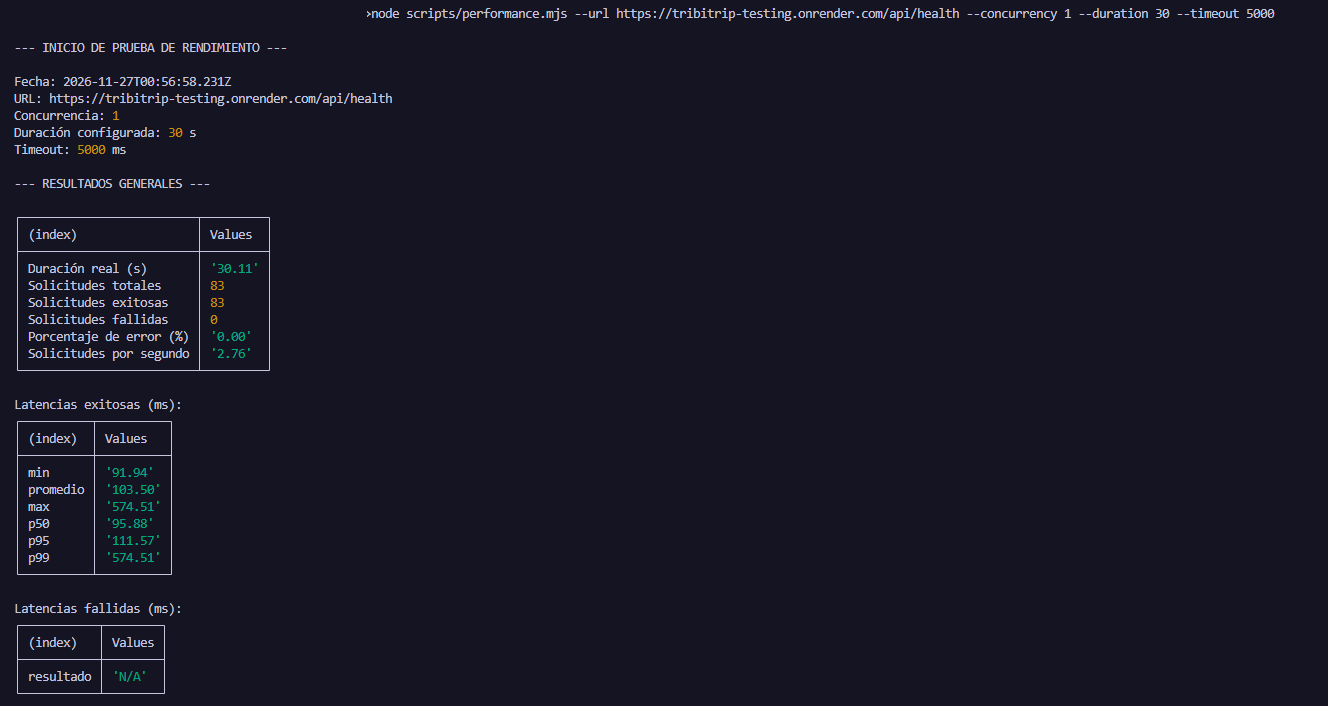 ›node scripts/performance.mjs --url https://tribitrip-testing.onrender.com/api/health --concurrency 1 --duration 30 --timeout 5000
--- INICIO DE PRUEBA DE RENDIMIENTO ---
Fecha: 2026-11-27T00:56:58.231Z
URL: https://tribitrip-testing.onrender.com/api/health
Concurrencia: 1
Duración configurada: 30 s
Timeout: 5000 ms
--- RESULTADOS GENERALES ---
(index) Values
Duración real (s) '30.11'
Solicitudes totales 83
Solicitudes exitosas 83
Solicitudes fallidas 0
Porcentaje de error (%) '0.00'
Solicitudes por segundo '2.76'
Latencias exitosas (ms):
(index) Values
min '91.94'
promedio '103.50'
max '574.51'
p50 '95.88'
p95 '111.57'
p99 '574.51'
Latencias fallidas (ms):
(index) Values
resultado 'N/A'